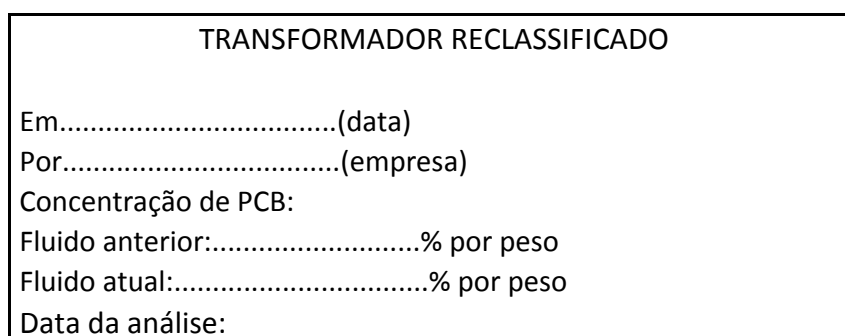 TRANSFORMADOR RECLASSIFICADO
Em....................................(data)
Por....................................(empresa)
Concentração de PCB:
Fluido anterior:...........................% por peso
Fluido atual:.................................% por peso
Data da análise: